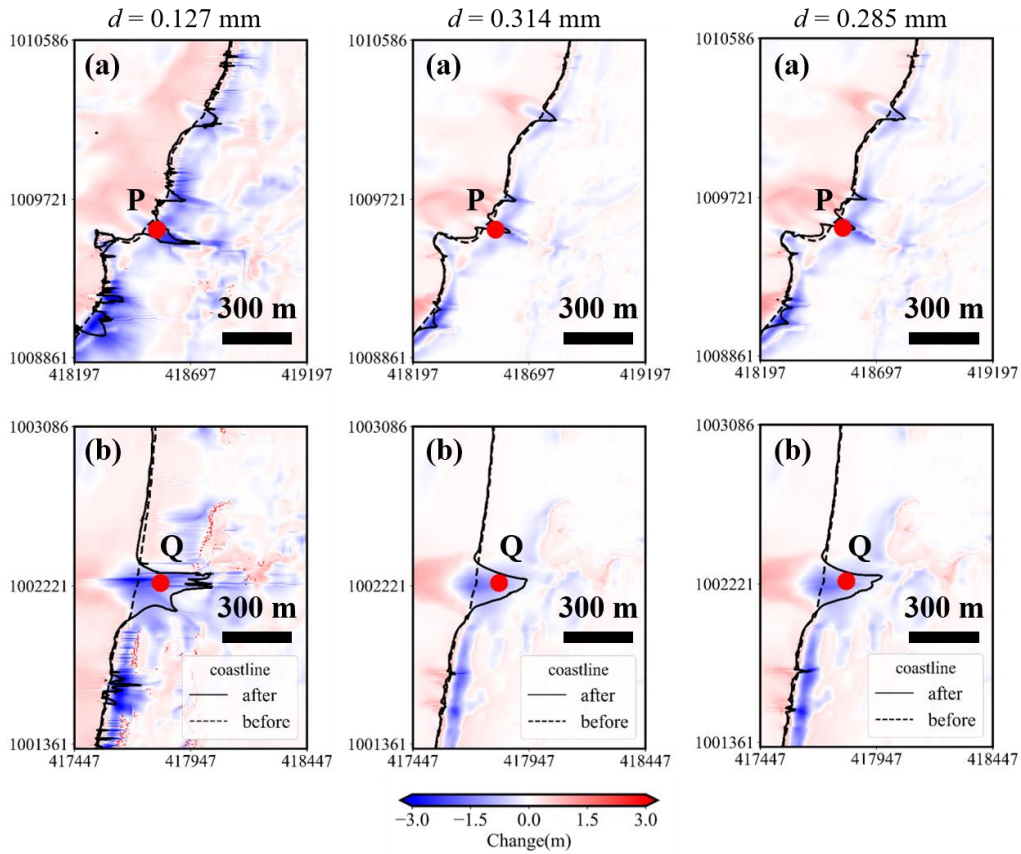 d = 0.127 mm
d = 0.314 mm
d = 0.285 mm
1010586
1010586
1010586
(a)
(a)
(a)
1009721
1009721
1009721
P
P
P
300 m
300 m
300 m
1008861
1008861
1008861
418197
418697
419197
418197
418697
419197
418197
418697
419197
1003086
1003086
1003086
(b)
(b)
(b)
Q
Q
Q
1002221
1002221
1002221
300 m
300 m
300 m
coastline
after
before
coastline
after
before
coastline
after
before
1001361
1001361
1001361
417447
417947
418447
417447
417947
418447
417447
417947
418447
−3.0
−1.5
0.0
1.5
3.0
Change(m)